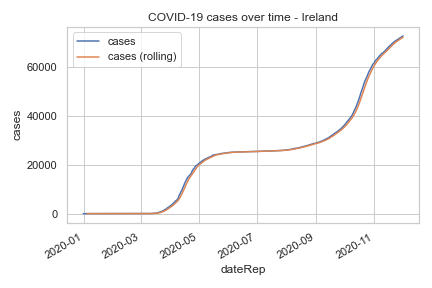 COVID-19 cases over time - Ireland
cases
cases (rolling)
60000
40000
20000
0
cases
2020-01
2020-03
2020-05
2020-07
2020-09
2020-11
dateRep